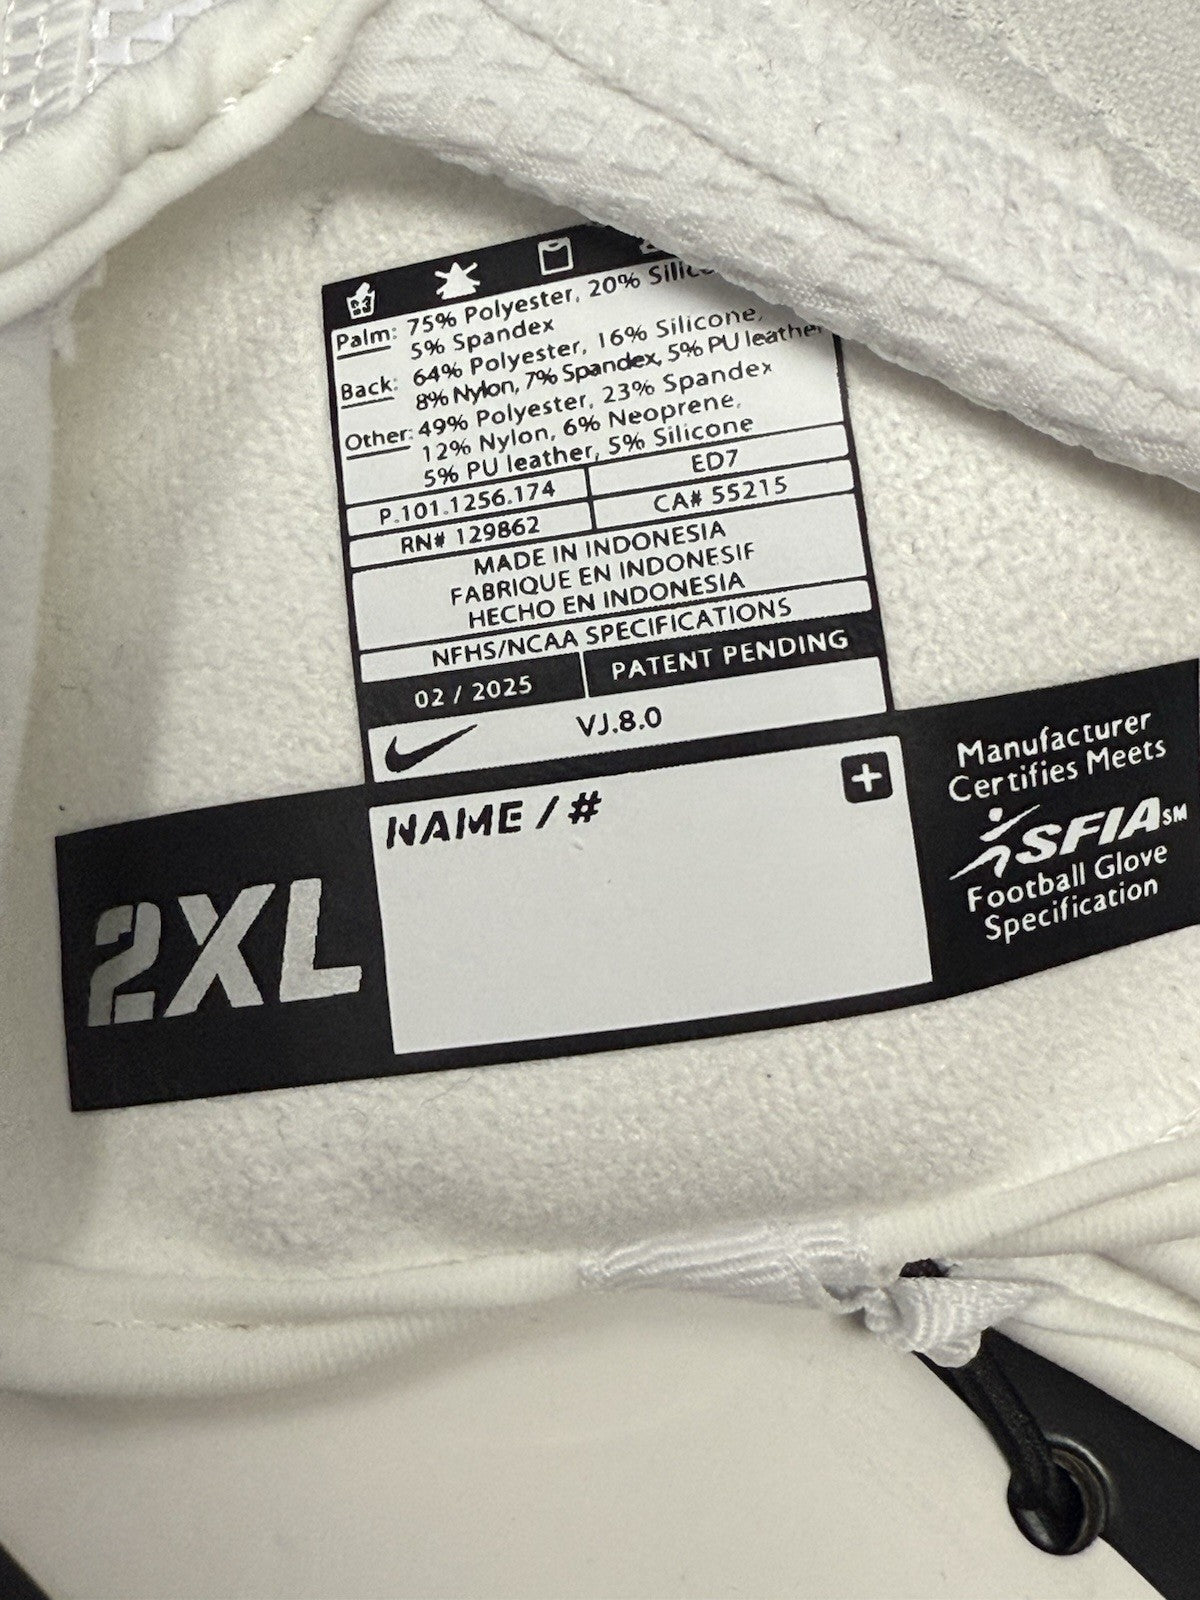 Palm: 75% Polyester, 20%
5% Spandex
Back: 64% Polyester, 16% Silicone,
8% Nylon, 7% Spandex, 5% PU leather
Other: 49% Polyester, 23% Spandex
12% Nylon, 6% Neoprene,
5% PU leather, 5% Silicone
P.101.1256.174 ED7
RN# 129862 CA# 55215
MADE IN INDONESIA
FABRIQUE EN INDONESIF
HECHO EN INDONESIA
NFHS/NCAA SPECIFICATIONS
02 / 2025 PATENT PENDING
VJ.8.0
NAME / #
2XL
Manufacturer
Certifies Meets
SFIA SM
Football Glove
Specification